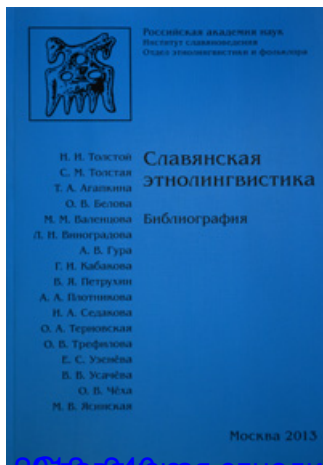 Российская академия наук
Институт славяноведения
Отдел этнолингвистики и фольклора
Н. И. Толстой
С. М. Толстая
Т. А. Агапкина
О. В. Белова
М. М. Валенцова
Л. Н. Виноградова
А. В. Гура
Г. И. Кабакова
В. Я. Петрухин
А. А. Плотникова
И. А. Седакова
О. А. Терновская
О. В. Трефилова
Е. С. Узенёва
В. В. Усачёва
О. В. Чёха
М. В. Ясинская
Славянская
этнолингвистика
Библиография
Москва 2013